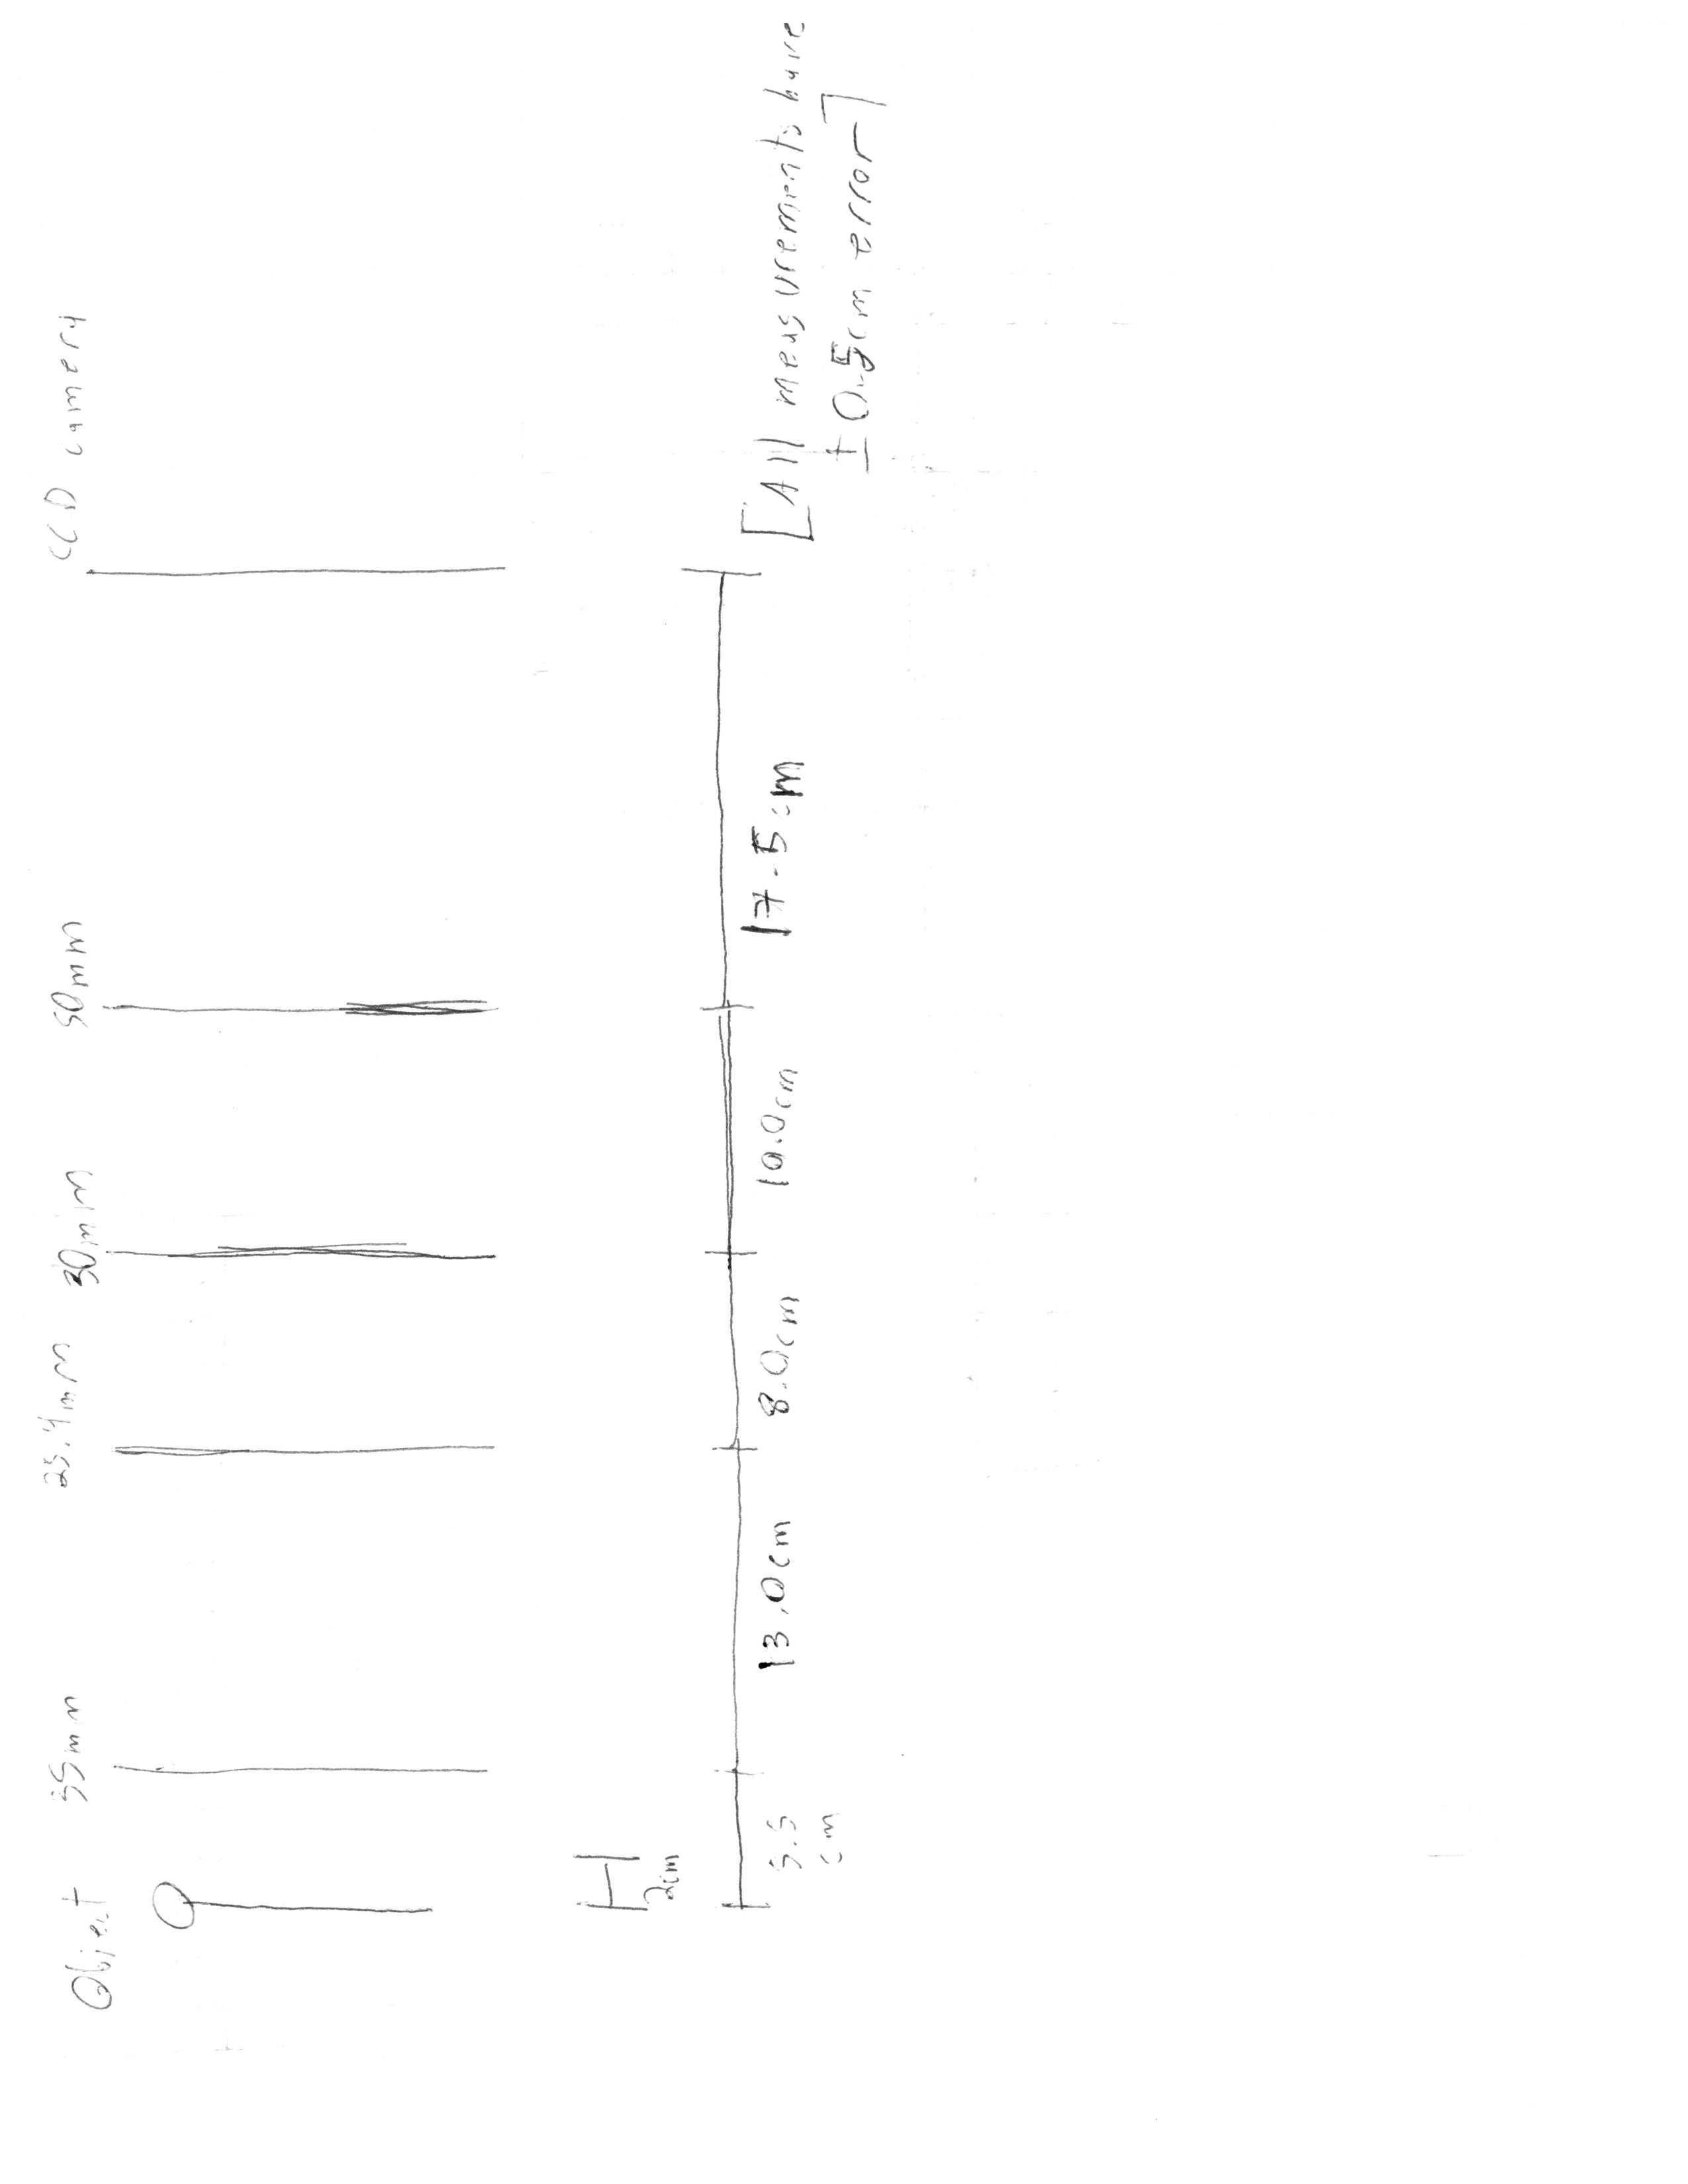 Object 35mm 25.4mm 30mm 50mm CCD camera
2cm
5.5 13.0cm 8.0cm 10.0cm 17.5cm [All measurements have
cm ±0.5cm error]